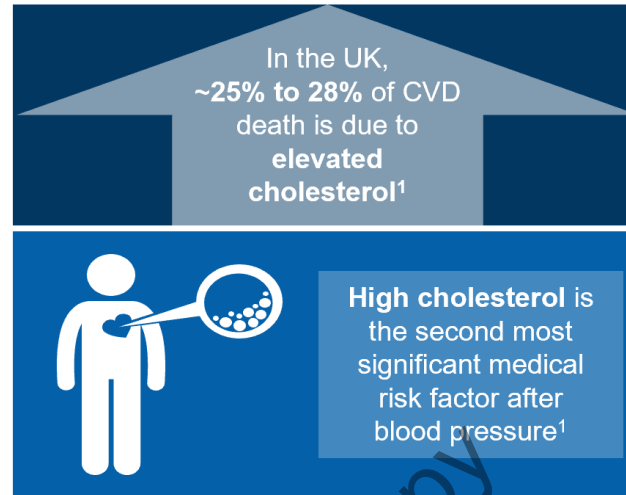 In the UK,
~25% to 28% of CVD
death is due to
elevated
cholesterol¹
High cholesterol is
the second most
significant medical
risk factor after
blood pressure¹